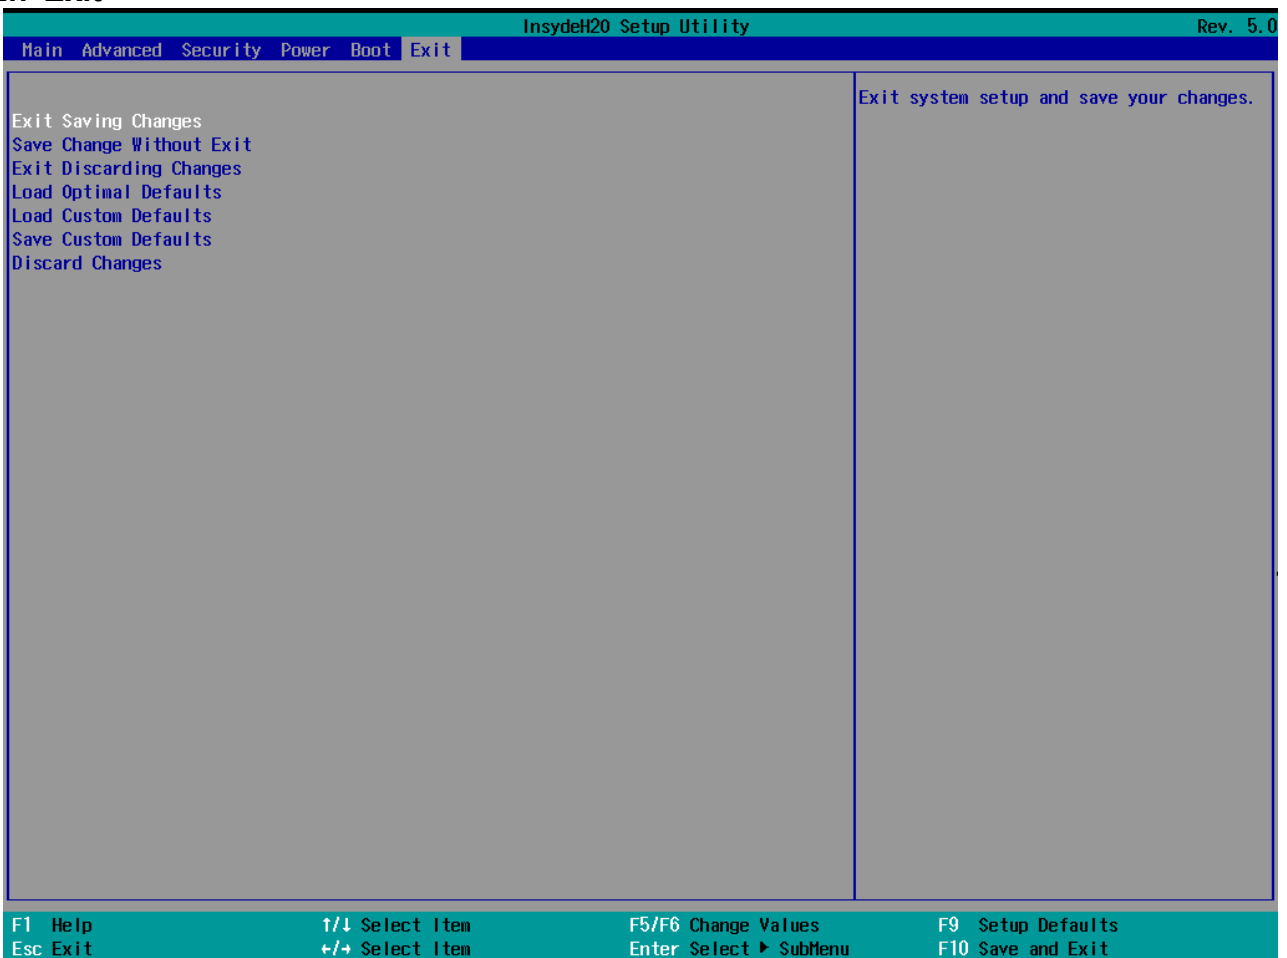 Exit
InsydeH20 Setup Utility Rev. 5.0
Main Advanced Security Power Boot Exit
Exit system setup and save your changes.
Exit Saving Changes
Save Change Without Exit
Exit Discarding Changes
Load Optimal Defaults
Load Custom Defaults
Save Custom Defaults
Discard Changes
F1 Help ↑/↓ Select Item F5/F6 Change Values F9 Setup Defaults
Esc Exit ←/→ Select Item Enter Select ▶ SubMenu F10 Save and Exit